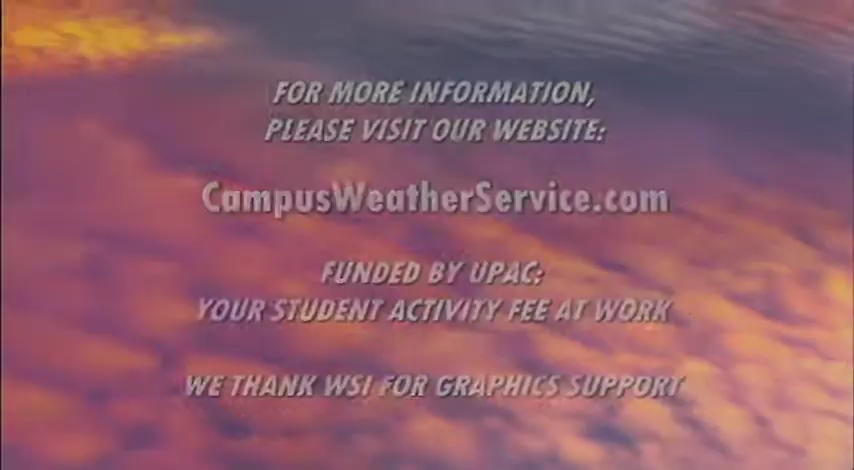 FOR MORE INFORMATION,
PLEASE VISIT OUR WEBSITE:
CampusWeatherService.com
FUNDED BY UPAC:
YOUR STUDENT ACTIVITY FEE AT WORK
WE THANK WSI FOR GRAPHICS SUPPORT